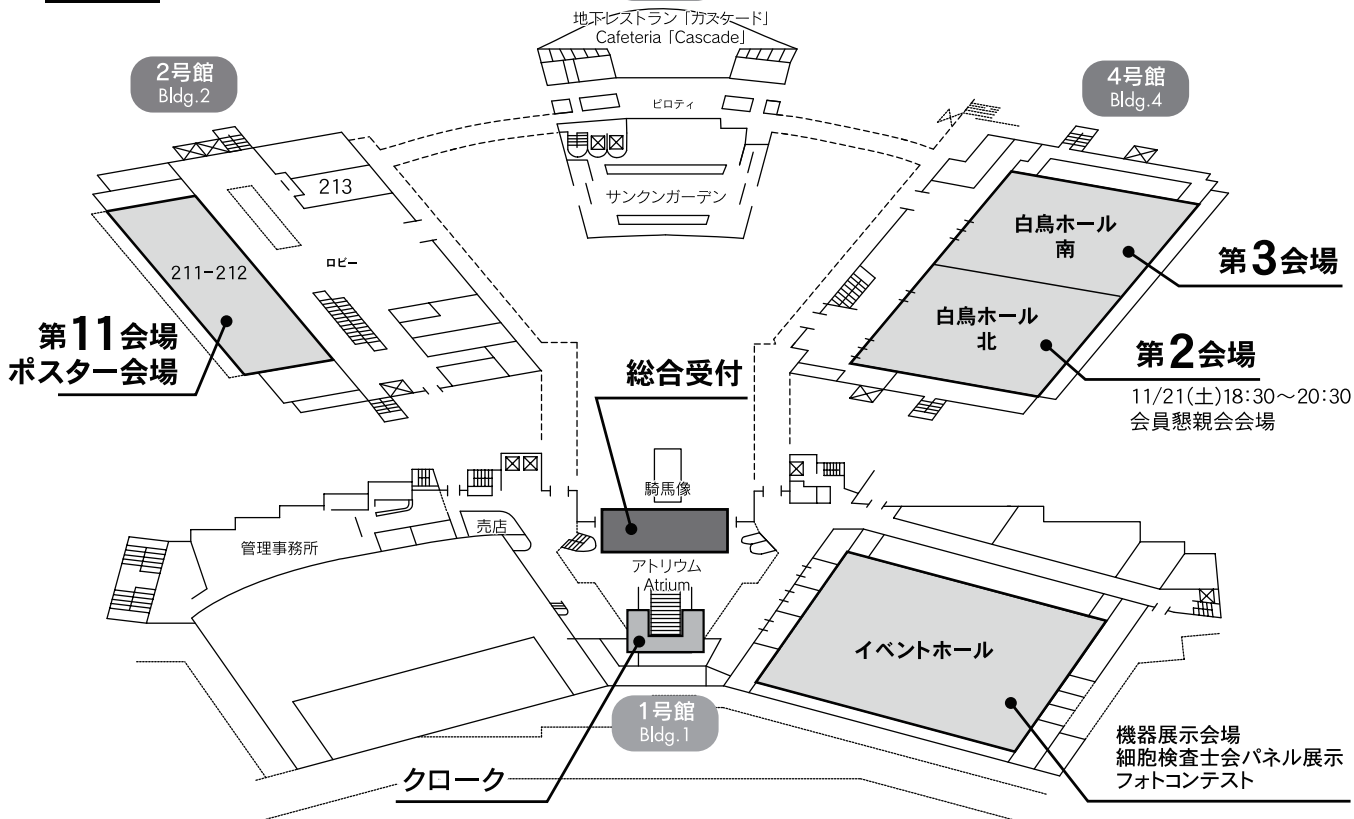 地下レストラン「カスケード」
Cafeteria「Cascade」
2号館
Bldg.2
4号館
Bldg.4
ピロティ
213
サンクンガーデン
白鳥ホール
南
第3会場
211-212
ロビー
白鳥ホール
北
第11会場
ポスター会場
総合受付
第2会場
11/21(土)18:30～20:30
会員懇親会会場
騎馬像
売店
管理事務所
アトリウム
Atrium
イベントホール
1号館
Bldg.1
クローク
機器展示会場
細胞検査士会パネル展示
フォトコンテスト